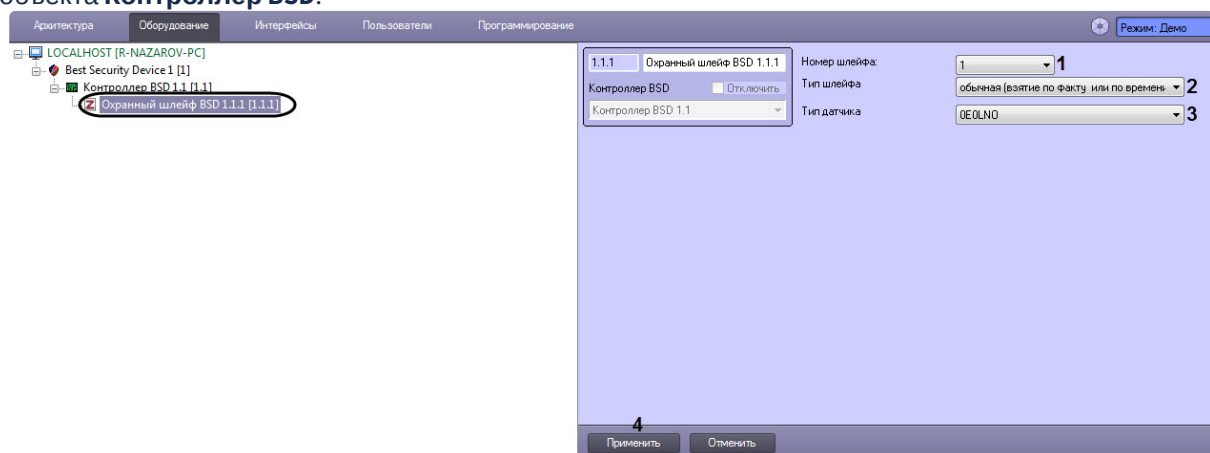 объекта Контроллер BSD.
Архитектура Оборудование Интерфейсы Пользователи Программирование Режим: Демо
LOCALHOST [R-NAZAROV-PC]
Best Security Device 1 [1]
Контроллер BSD 1.1 [1.1]
Охранный шлейф BSD 1.1.1 [1.1.1]
1.1.1 Охранный шлейф BSD 1.1.1
Контроллер BSD Отключить
Контроллер BSD 1.1
Номер шлейфа: 1 1
Тип шлейфа обычная (взятие по факту или по времени 2
Тип датчика 0EOLNO 3
4
Применить Отменить